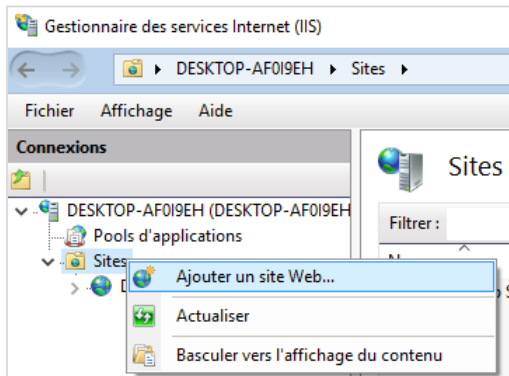 Gestionnaire des services Internet (IIS)
DESKTOP-AF0I9EH Sites
Fichier Affichage Aide
Connexions
Sites
DESKTOP-AF0I9EH (DESKTOP-AF0I9EH
Filtrer :
Pools d'applications
Sites
Ajouter un site Web...
Actualiser
Basculer vers l'affichage du contenu